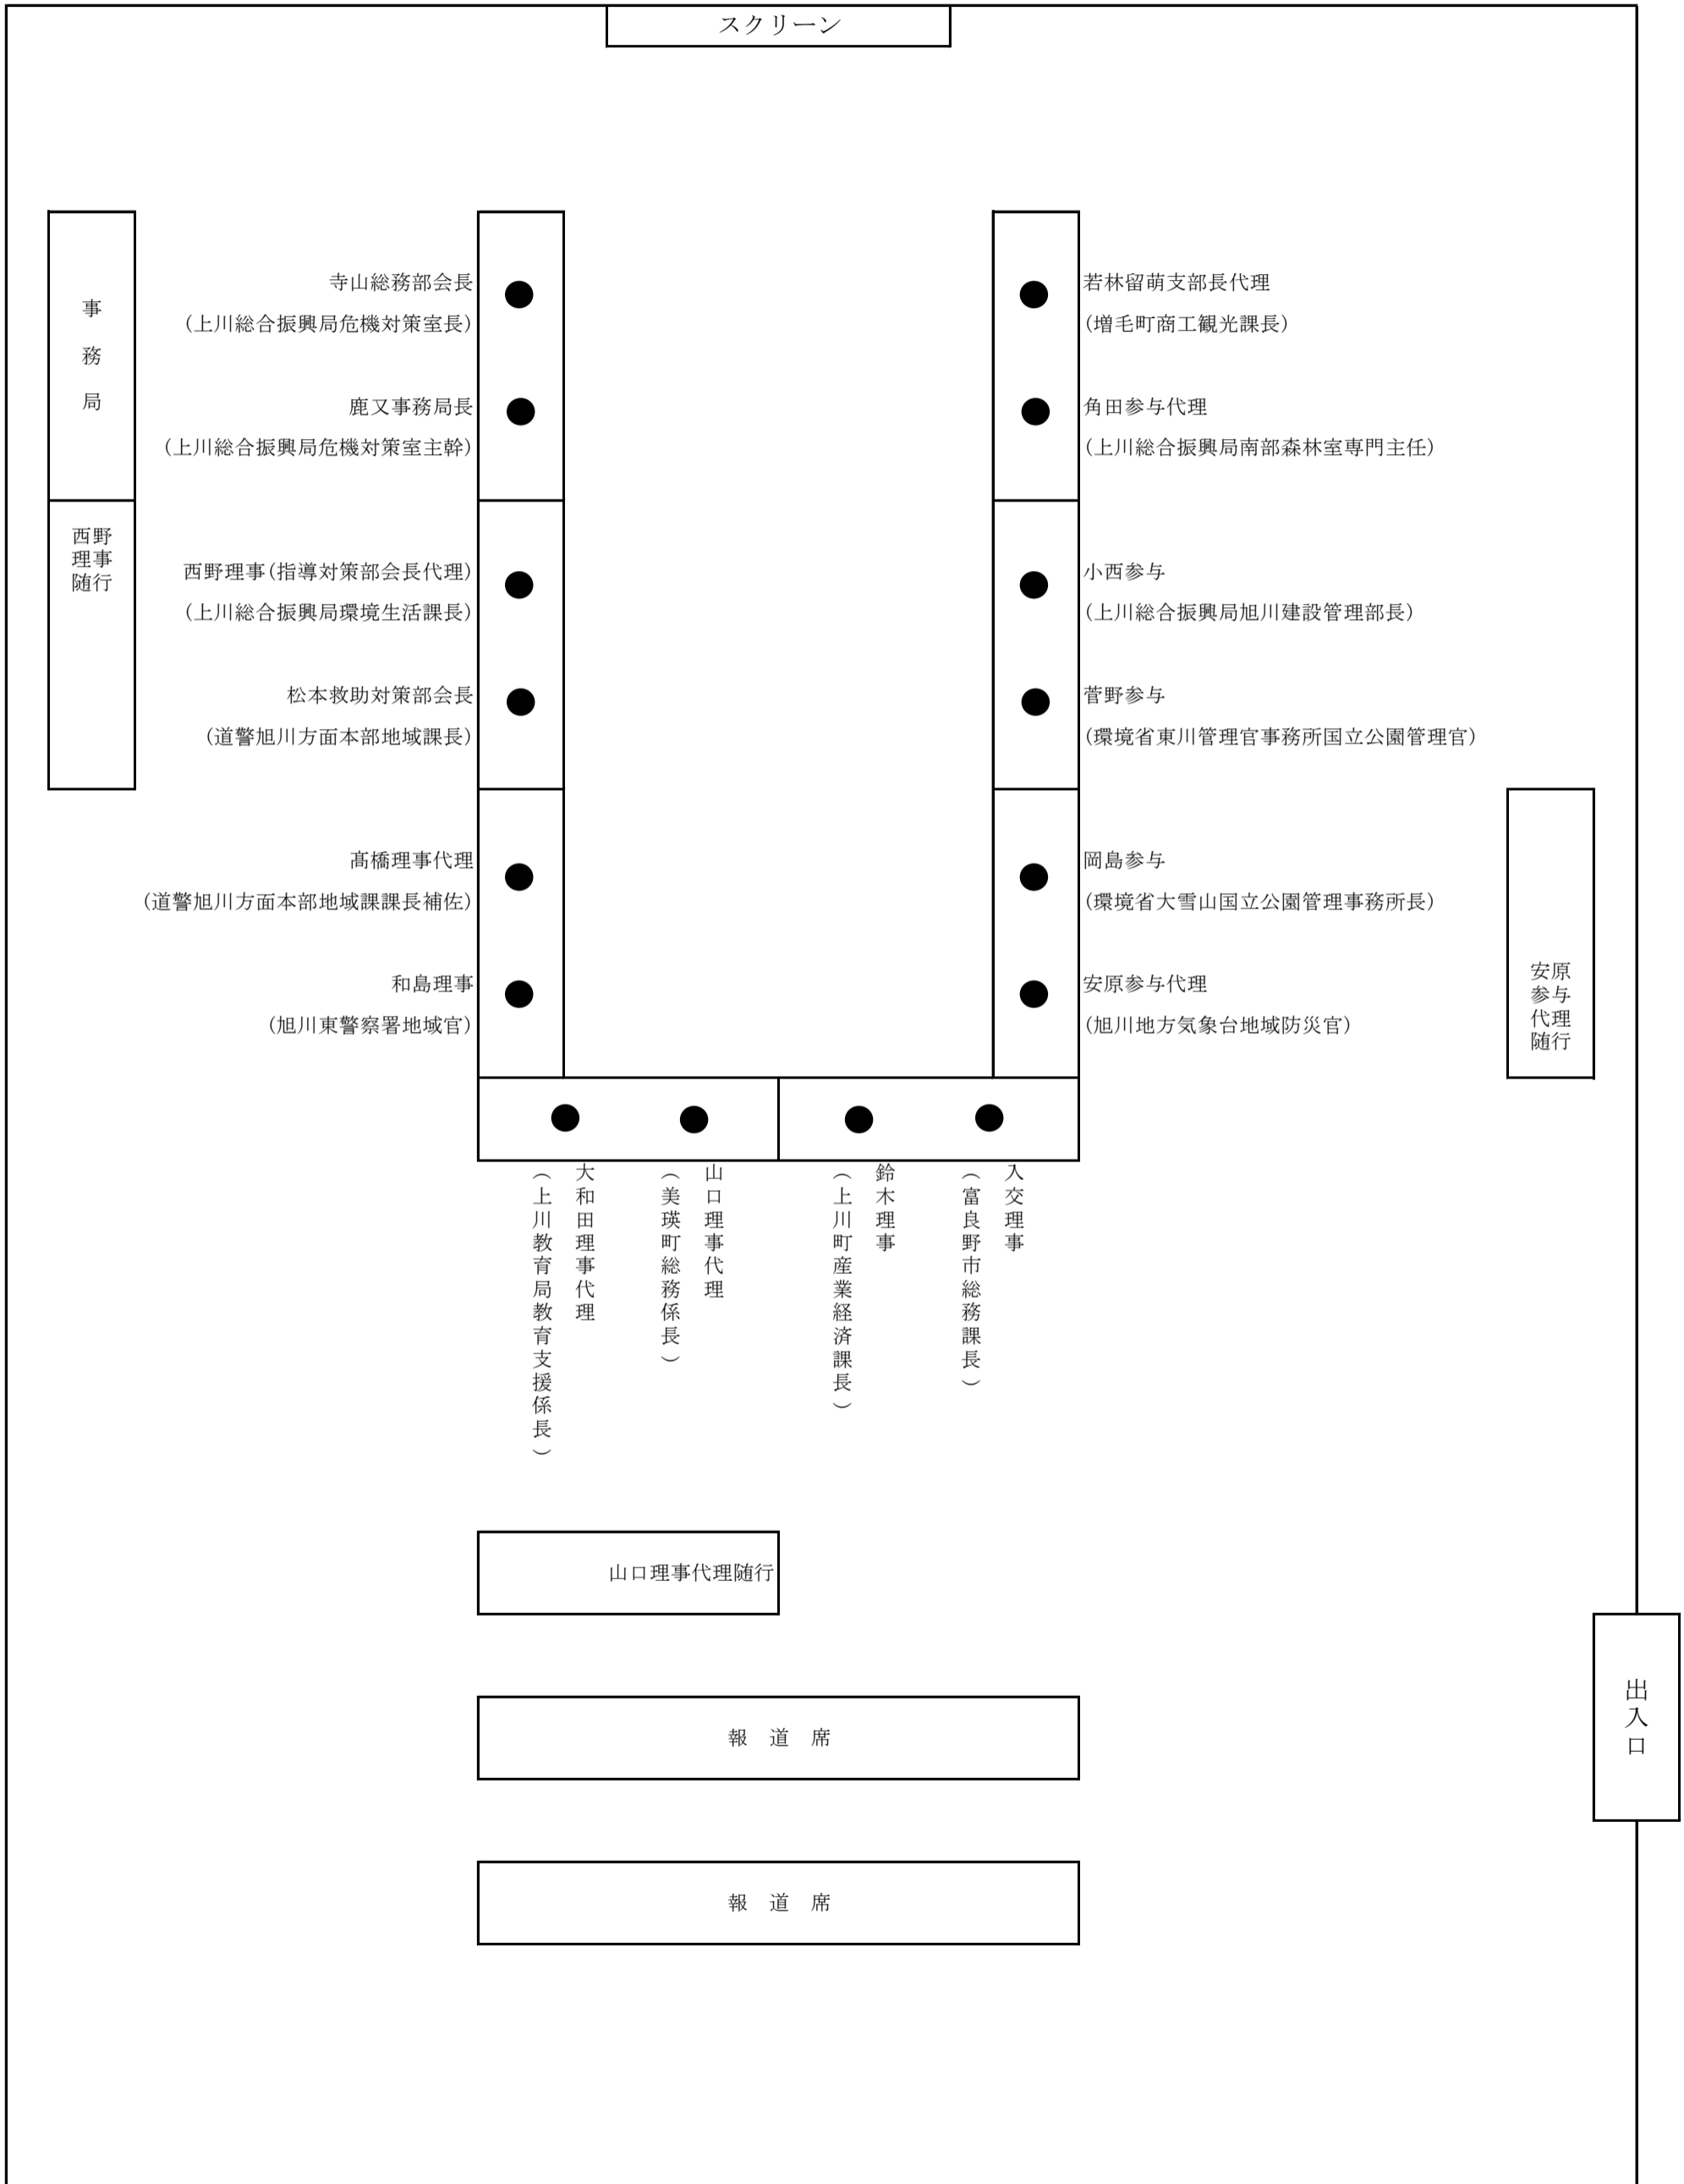 スクリーン
事務局
西野
理事
随行
寺山総務部会長
(上川総合振興局危機対策室長)
鹿又事務局長
(上川総合振興局危機対策室主幹)
西野理事(指導対策部会長代理)
(上川総合振興局環境生活課長)
松本救助対策部会長
(道警旭川方面本部地域課長)
髙橋理事代理
(道警旭川方面本部地域課課長補佐)
和島理事
(旭川東警察署地域官)
若林留萌支部長代理
(増毛町商工観光課長)
角田参与代理
(上川総合振興局南部森林室専門主任)
小西参与
(上川総合振興局旭川建設管理部長)
菅野参与
(環境省東川管理官事務所国立公園管理官)
岡島参与
(環境省大雪山国立公園管理事務所長)
安原参与代理
(旭川地方気象台地域防災官)
安原
参与
代理
随行
入交理事
(富良野市総務課長)
鈴木理事
(上川町産業経済課長)
山口理事代理
(美瑛町総務係長)
大和田理事代理
(上川教育局教育支援係長)
山口理事代理随行
報　道　席
出入口
報　道　席